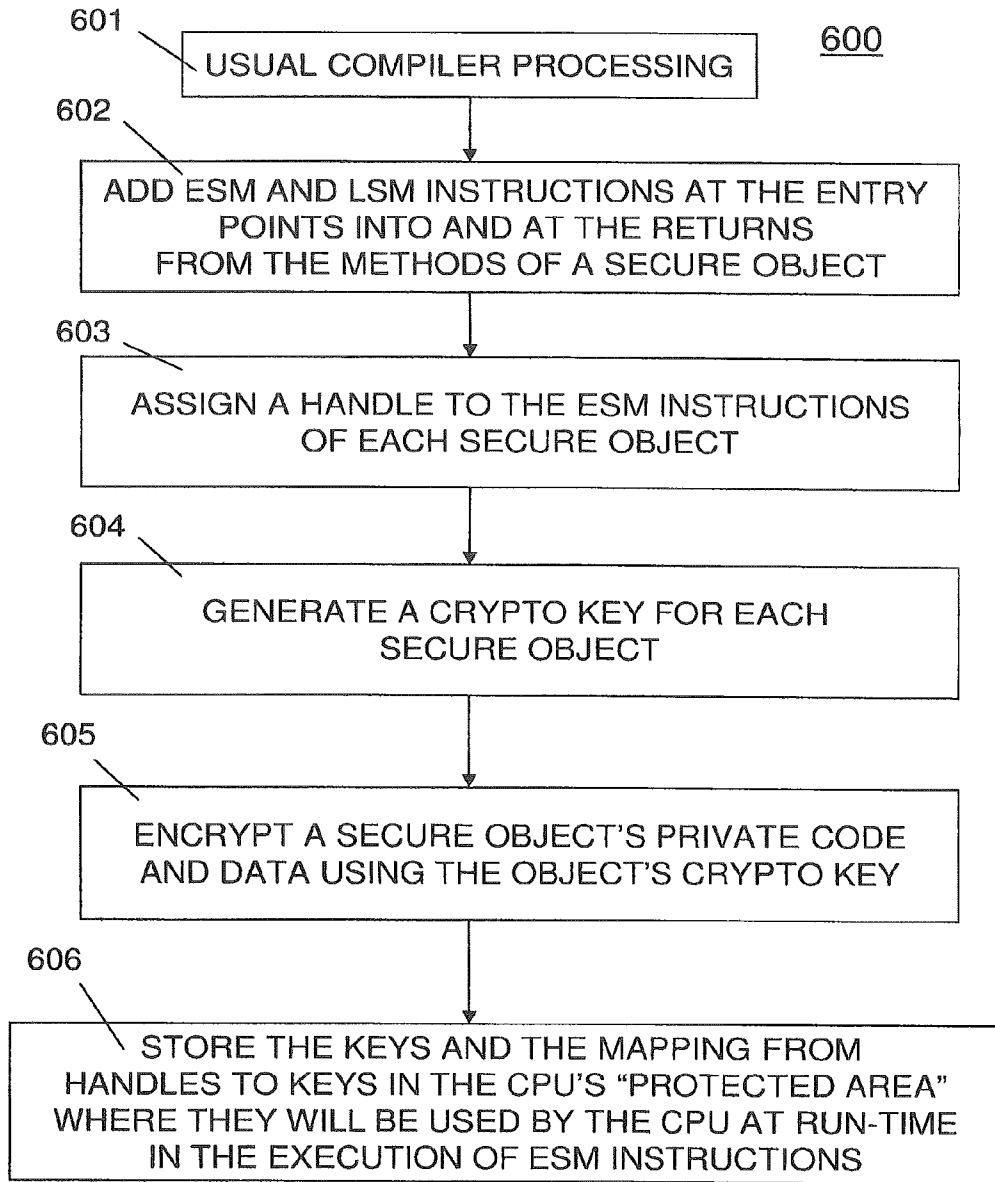 601
600
USUAL COMPILER PROCESSING
602
ADD ESM AND LSM INSTRUCTIONS AT THE ENTRY
POINTS INTO AND AT THE RETURNS
FROM THE METHODS OF A SECURE OBJECT
603
ASSIGN A HANDLE TO THE ESM INSTRUCTIONS
OF EACH SECURE OBJECT
604
GENERATE A CRYPTO KEY FOR EACH
SECURE OBJECT
605
ENCRYPT A SECURE OBJECT'S PRIVATE CODE
AND DATA USING THE OBJECT'S CRYPTO KEY
606
STORE THE KEYS AND THE MAPPING FROM
HANDLES TO KEYS IN THE CPU'S “PROTECTED AREA”
WHERE THEY WILL BE USED BY THE CPU AT RUN-TIME
IN THE EXECUTION OF ESM INSTRUCTIONS